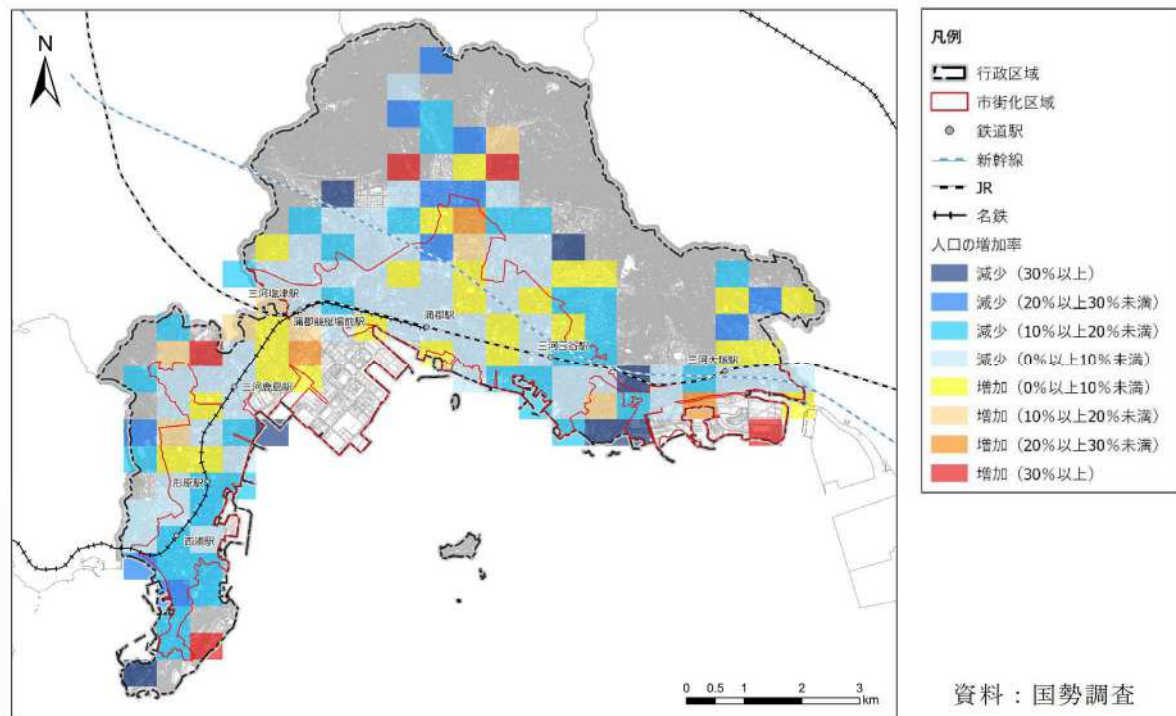 N
三河塩津駅
蒲郡競艇場前駅
蒲郡駅
三河三谷駅
三河大塚駅
三河鹿島駅
形原駅
西浦駅
0 0.5 1 2 3
km
凡例
行政区域
市街化区域
鉄道駅
新幹線
JR
名鉄
人口の増加率
減少（30％以上）
減少（20％以上30％未満）
減少（10％以上20％未満）
減少（0％以上10％未満）
増加（0％以上10％未満）
増加（10％以上20％未満）
増加（20％以上30％未満）
増加（30％以上）
資料：国勢調査